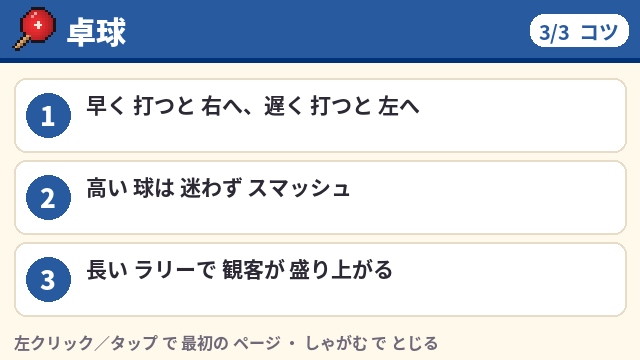 卓球
3/3 コツ
1 早く 打つと 右へ、遅く 打つと 左へ
2 高い 球は 迷わず スマッシュ
3 長い ラリーで 観客が 盛り上がる
左クリック／タップ で 最初の ページ ・ しゃがむ で とじる